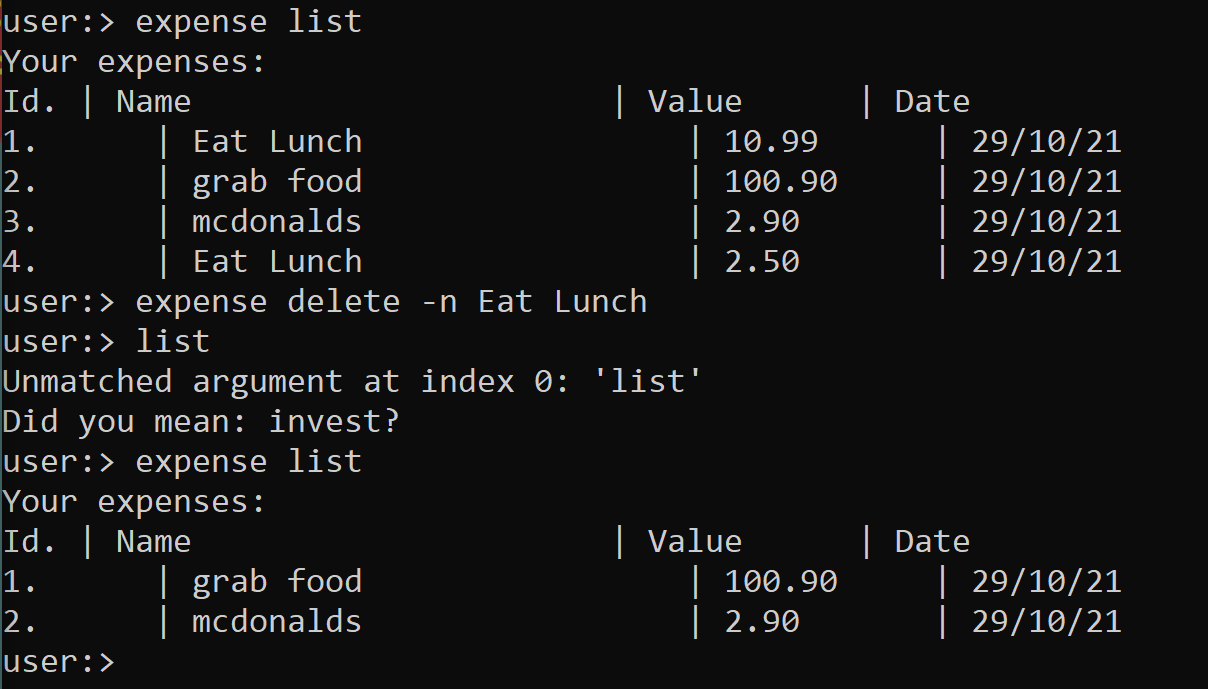 user:> expense list
Your expenses:
Id. | Name | Value | Date
1. | Eat Lunch | 10.99 | 29/10/21
2. | grab food | 100.90 | 29/10/21
3. | mcdonalds | 2.90 | 29/10/21
4. | Eat Lunch | 2.50 | 29/10/21
user:> expense delete -n Eat Lunch
user:> list
Unmatched argument at index 0: 'list'
Did you mean: invest?
user:> expense list
Your expenses:
Id. | Name | Value | Date
1. | grab food | 100.90 | 29/10/21
2. | mcdonalds | 2.90 | 29/10/21
user:>